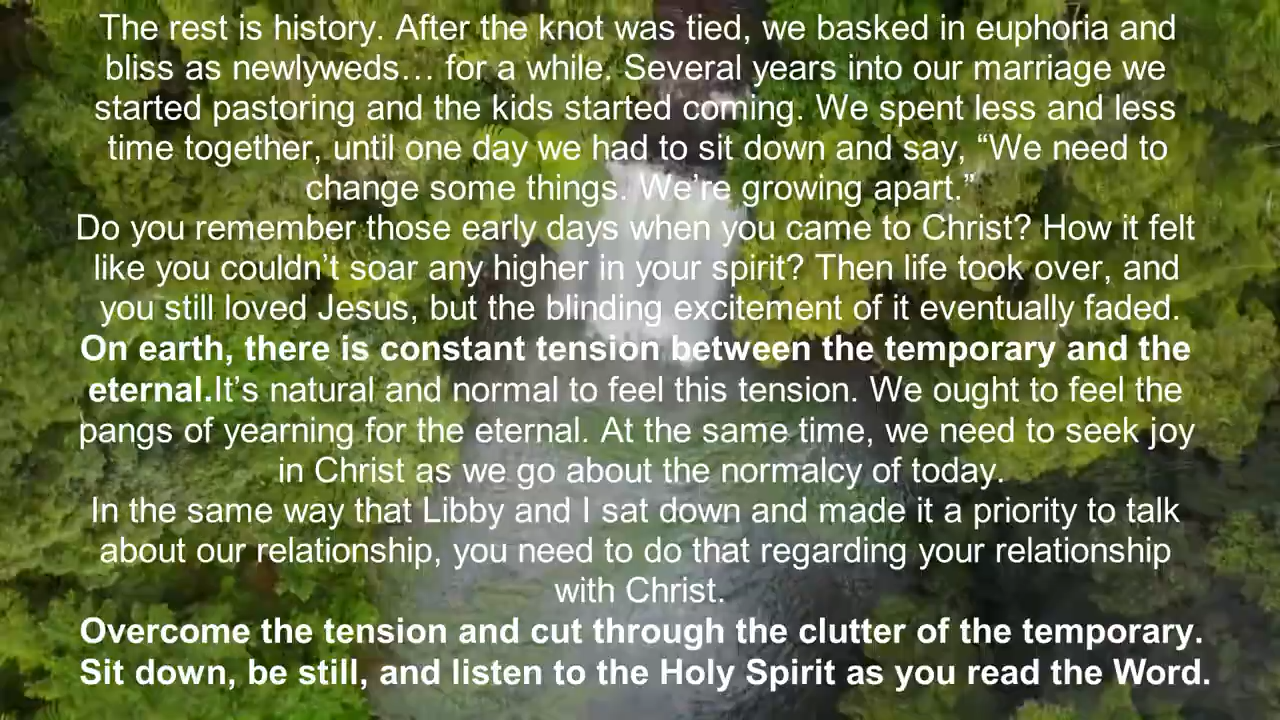 The rest is history. After the knot was tied, we basked in euphoria and
bliss as newlyweds… for a while. Several years into our marriage we
started pastoring and the kids started coming. We spent less and less
time together, until one day we had to sit down and say, “We need to
change some things. We’re growing apart.”
Do you remember those early days when you came to Christ? How it felt
like you couldn’t soar any higher in your spirit? Then life took over, and
you still loved Jesus, but the blinding excitement of it eventually faded.
On earth, there is constant tension between the temporary and the
eternal.It’s natural and normal to feel this tension. We ought to feel the
pangs of yearning for the eternal. At the same time, we need to seek joy
in Christ as we go about the normalcy of today.
In the same way that Libby and I sat down and made it a priority to talk
about our relationship, you need to do that regarding your relationship
with Christ.
Overcome the tension and cut through the clutter of the temporary.
Sit down, be still, and listen to the Holy Spirit as you read the Word.